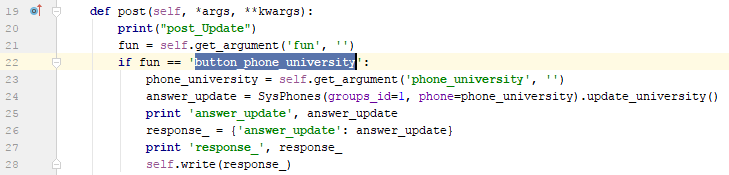 19 def post(self, *args, **kwargs):
20 print("post_Update")
21 fun = self.get_argument('fun', '')
22 if fun == 'button_phone_university':
23 phone_university = self.get_argument('phone_university', '')
24 answer_update = SysPhones(groups_id=1, phone=phone_university).update_university()
25 print 'answer_update', answer_update
26 response_ = {'answer_update': answer_update}
27 print 'response_', response_
28 self.write(response_)